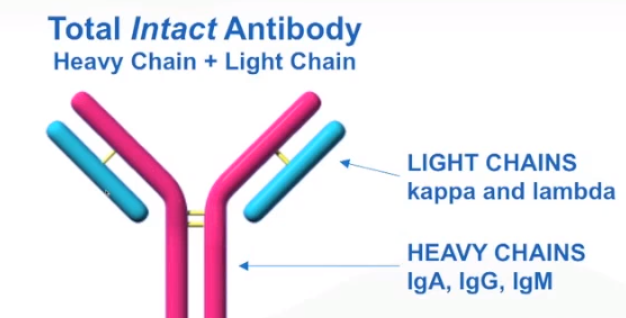 Total Intact Antibody
Heavy Chain + Light Chain
LIGHT CHAINS
kappa and lambda
HEAVY CHAINS
IgA, IgG, IgM